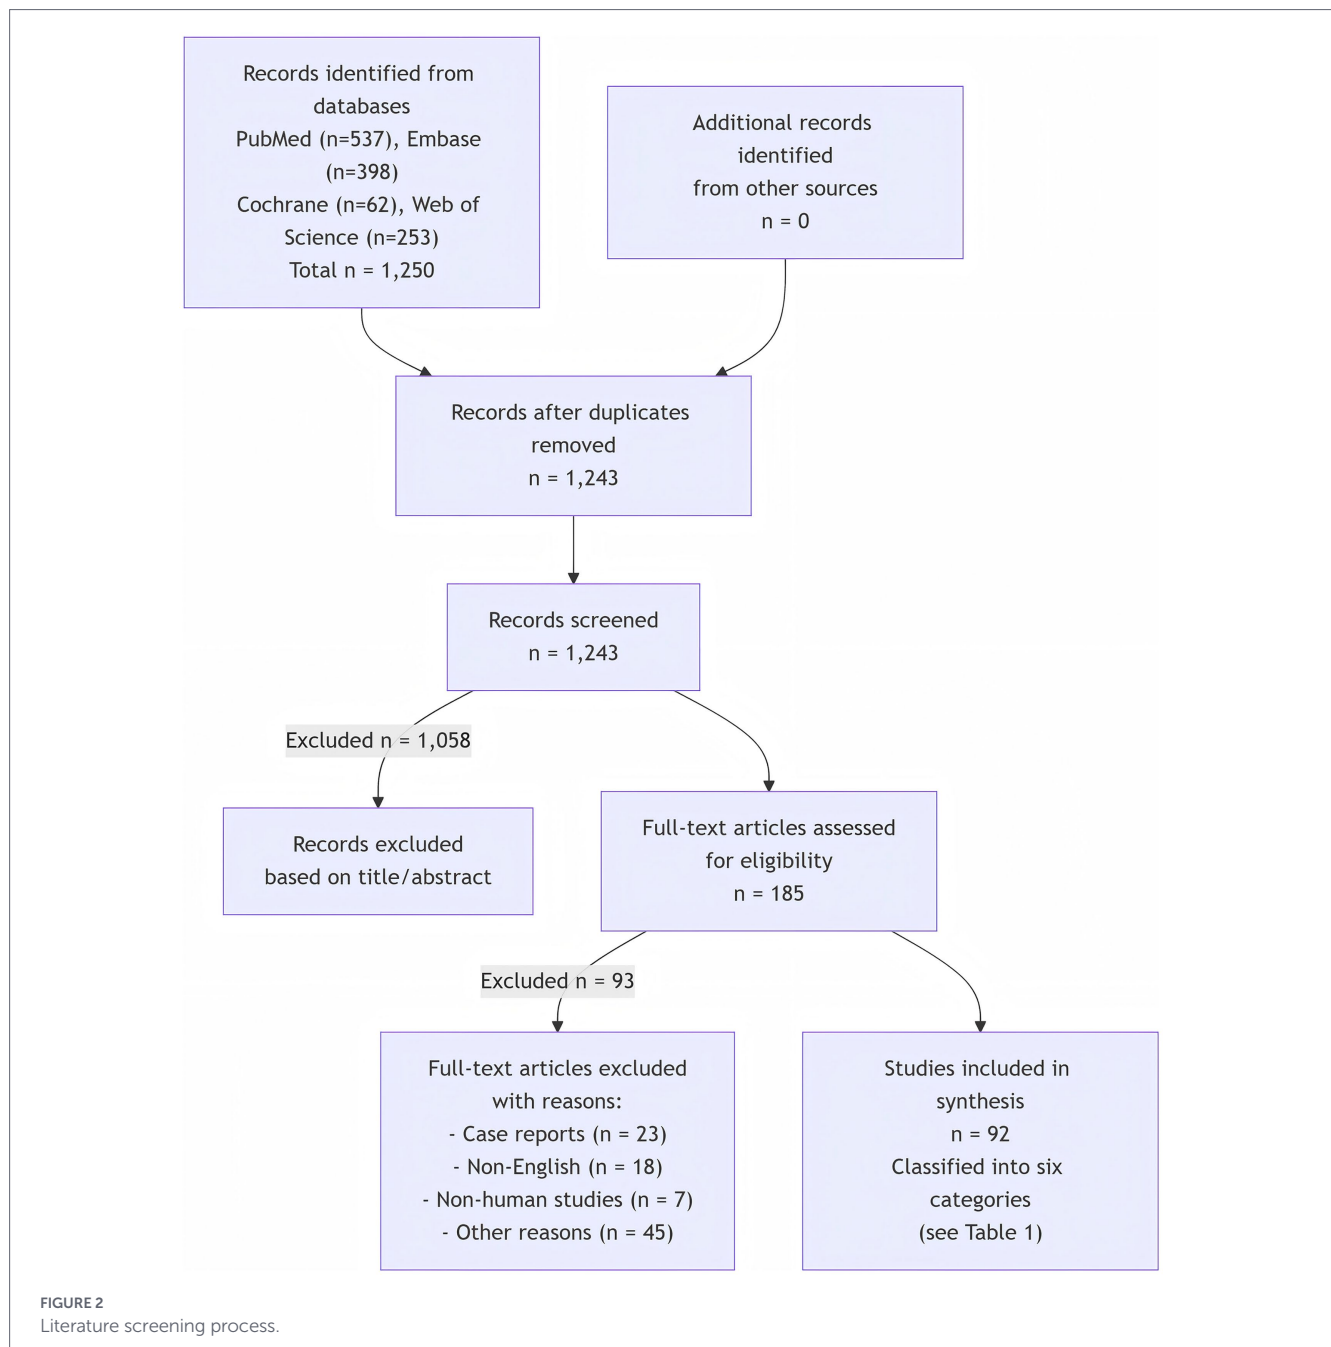 Records identified from
databases
PubMed (n=537), Embase
(n=398)
Cochrane (n=62), Web of
Science (n=253)
Total n = 1,250
Additional records
identified
from other sources
n = 0
Records after duplicates
removed
n = 1,243
Records screened
n = 1,243
Excluded n = 1,058
Records excluded
based on title/abstract
Full-text articles assessed
for eligibility
n = 185
Excluded n = 93
Full-text articles excluded
with reasons:
- Case reports (n = 23)
- Non-English (n = 18)
- Non-human studies (n = 7)
- Other reasons (n = 45)
Studies included in
synthesis
n = 92
Classified into six
categories
(see Table 1)
FIGURE 2
Literature screening process.